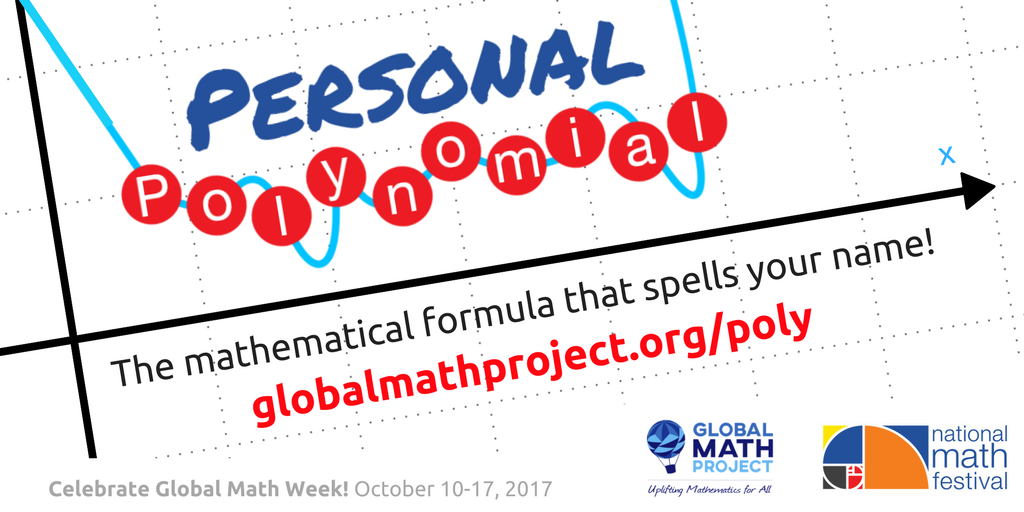 PERSONAL
Polynomial
x
The mathematical formula that spells your name!
globalmathproject.org/poly
Celebrate Global Math Week! October 10-17, 2017
GLOBAL
MATH
PROJECT
Uplifting Mathematics for All
national
math
festival